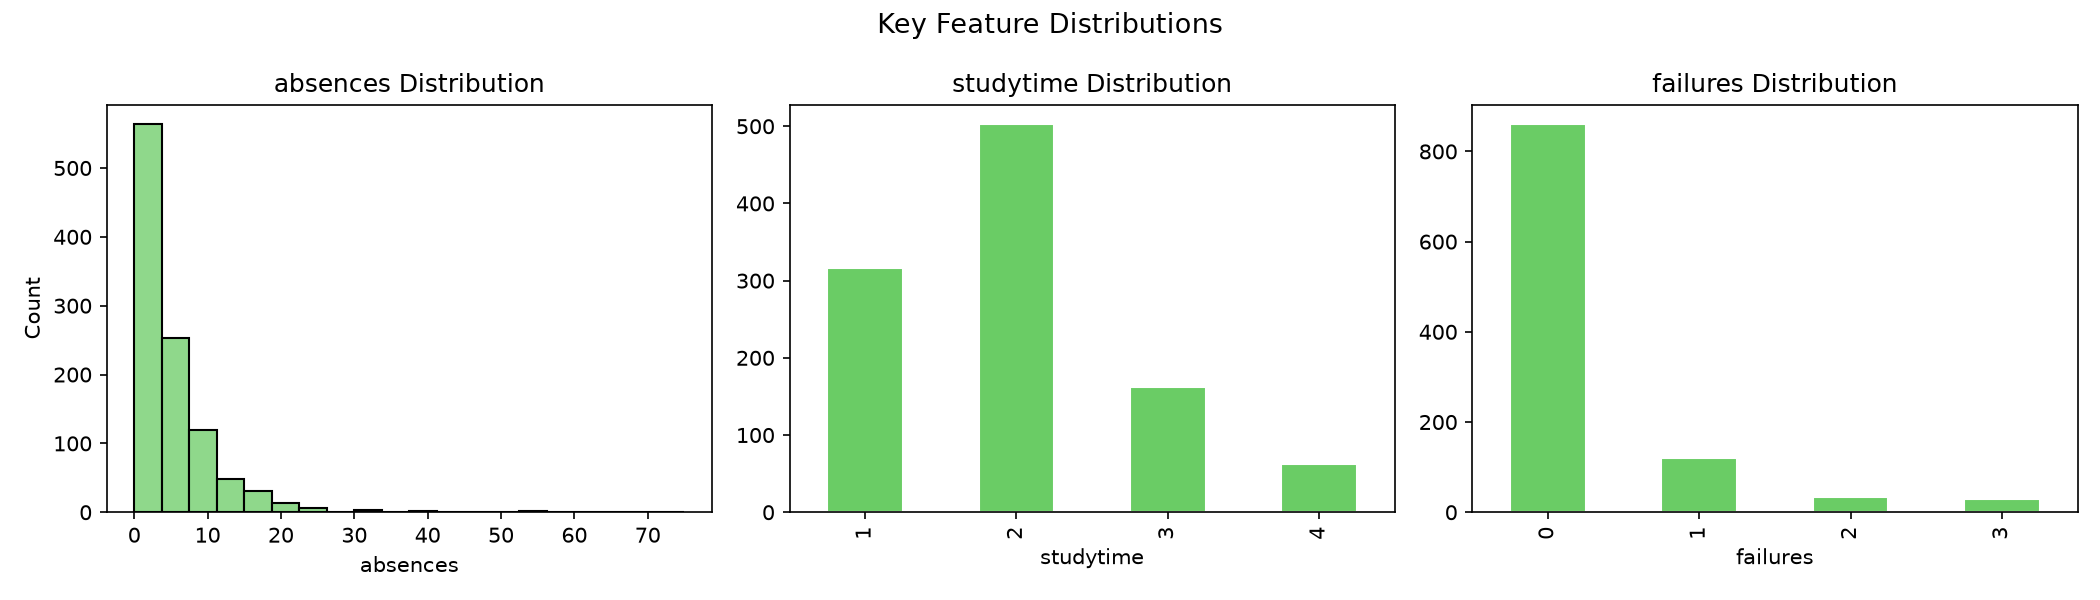 Key Feature Distributions
absences Distribution
500
400
300
200
100
0
Count
0 10 20 30 40 50 60 70
absences
studytime Distribution
500
400
300
200
100
0
1 2 3 4
studytime
failures Distribution
800
600
400
200
0
0 1 2 3
failures